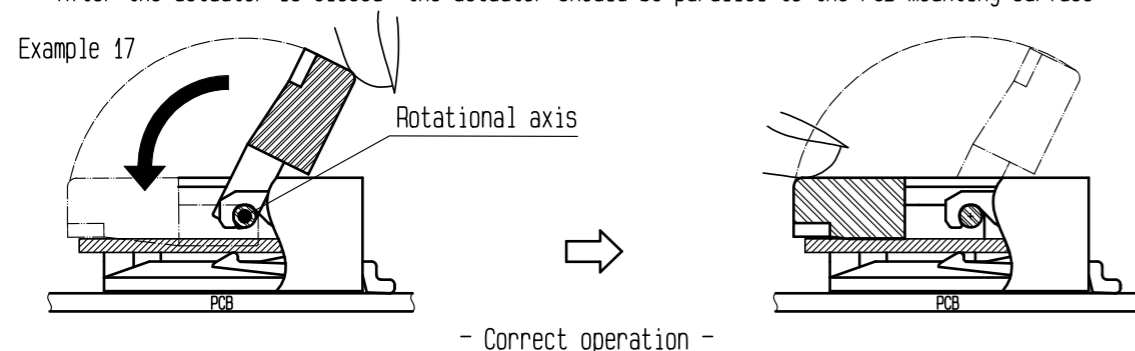 After the actuator is closed the actuator should be parallel to the PCB mounting surface
Example 17
Rotational axis
PCB
PCB
- Correct operation -